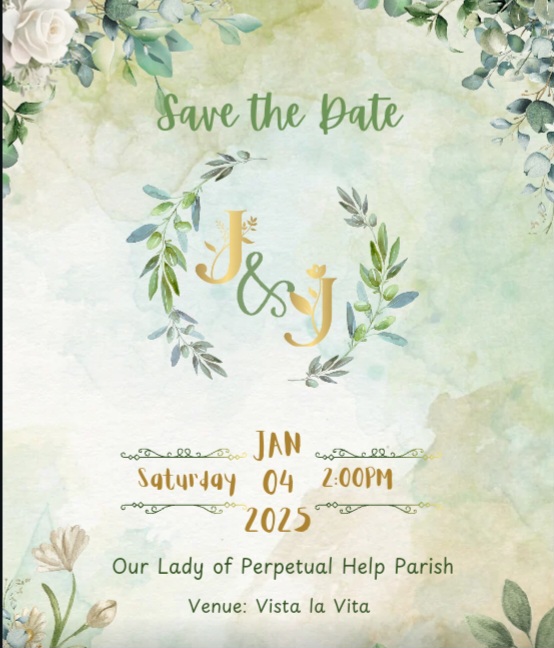 Save the Date
J
&
J
JAN
Saturday 04 2:00PM
2025
Our Lady of Perpetual Help Parish
Venue: Vista la Vita